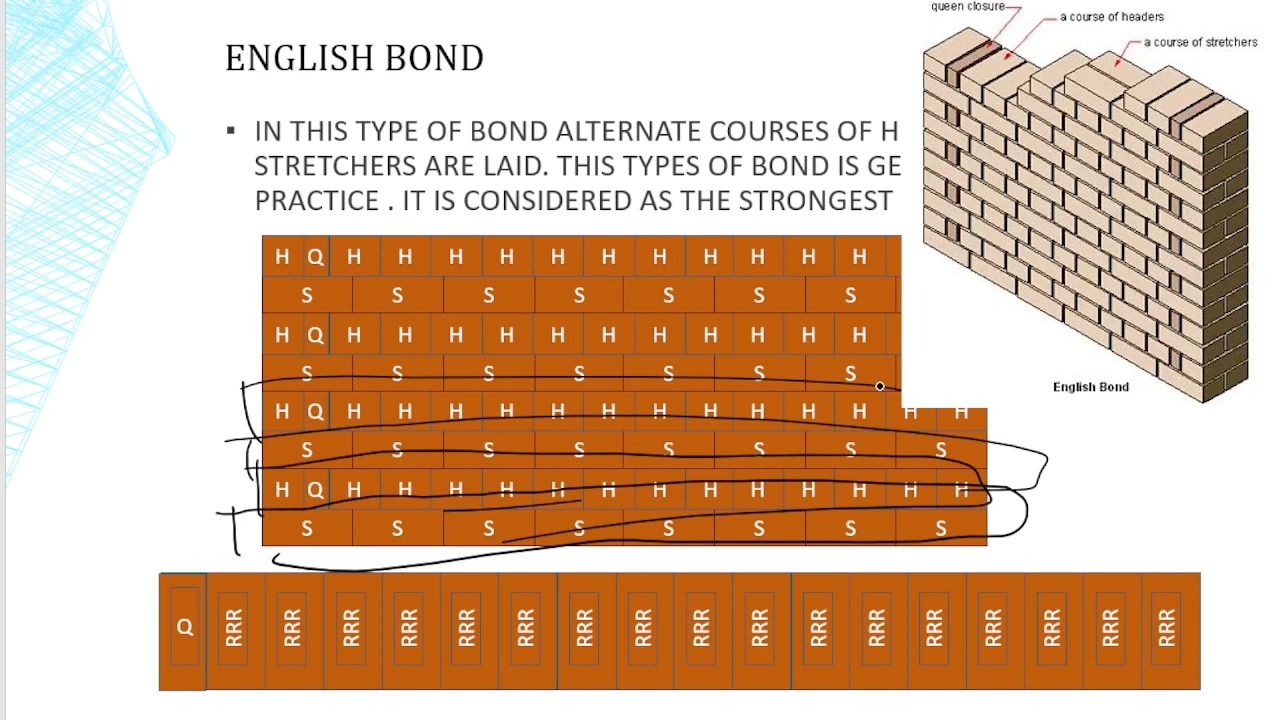 queen closure
a course of headers
a course of stretchers
ENGLISH BOND
IN THIS TYPE OF BOND ALTERNATE COURSES OF H
STRETCHERS ARE LAID. THIS TYPES OF BOND IS GE
PRACTICE . IT IS CONSIDERED AS THE STRONGEST
H Q H H H H H H H H H H H
S S S S S S S
H Q H H H H H H H H H H H
S S S S S S S
English Bond
H Q H H H H H H H H H H H H H
S S S S S S S S
H Q H H H H H H H H H H H H H
S S S S S S S S
Q RRR RRR RRR RRR RRR RRR RRR RRR RRR RRR RRR RRR RRR RRR RRR RRR RRR